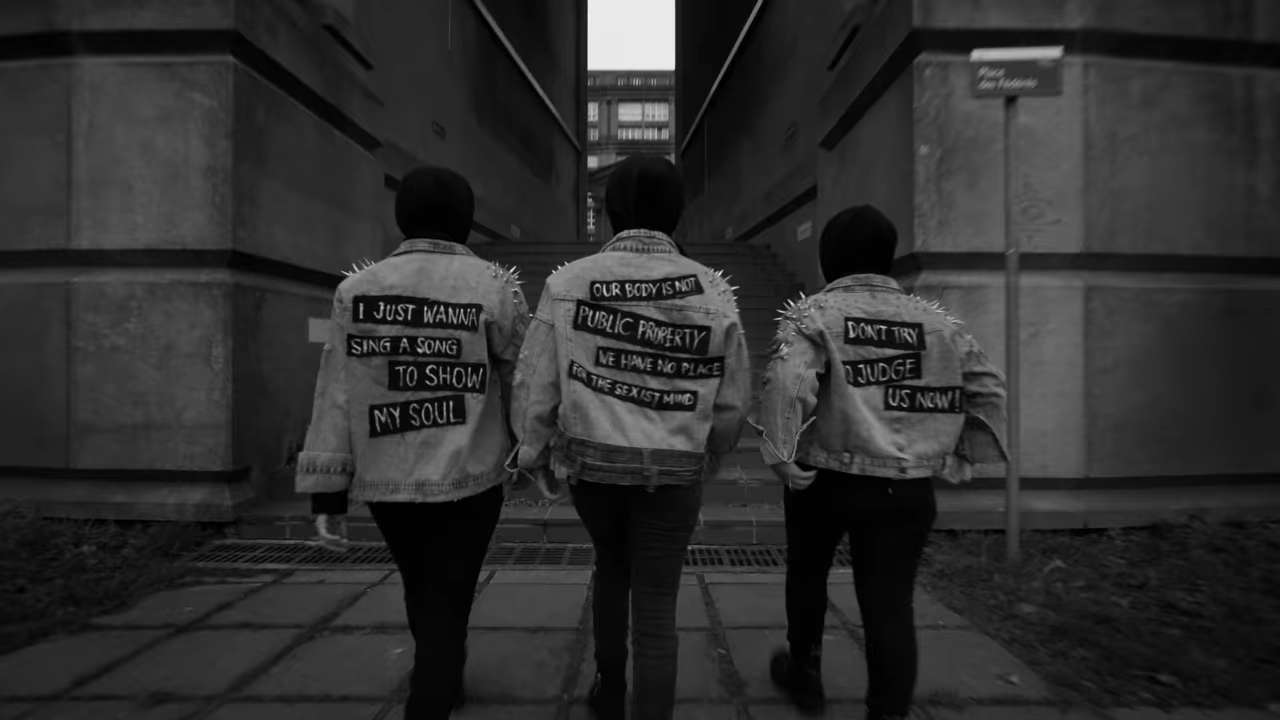 I JUST WANNA
SING A SONG
TO SHOW
MY SOUL
OUR BODY IS NOT
PUBLIC PROPERTY
WE HAVE NO PLACE
FOR THE SEXIST MIND
DON'T TRY
JUDGE
US NOW!
Place